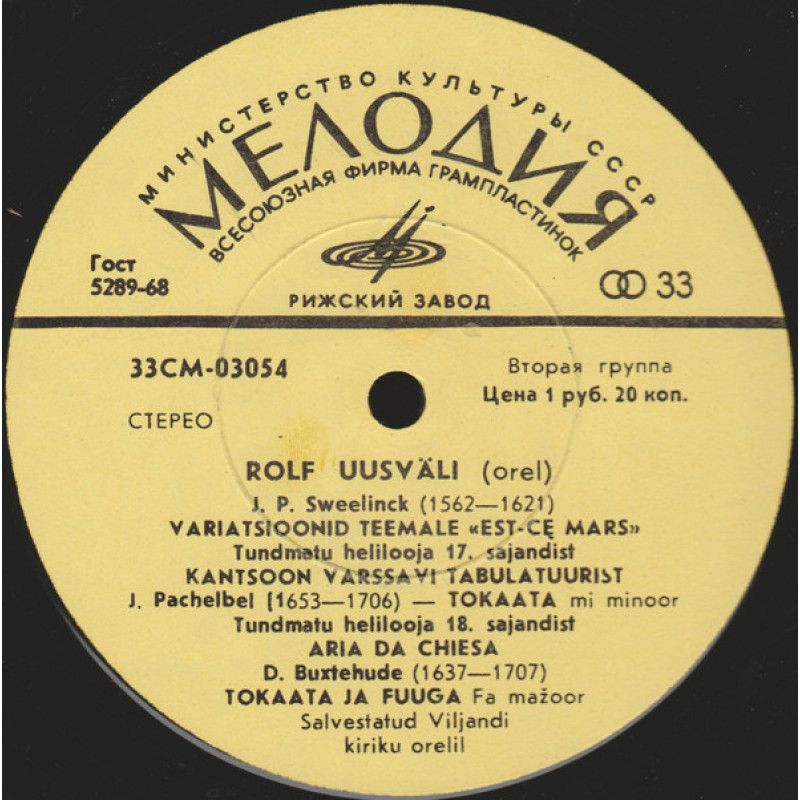 МИНИСТЕРСТВО КУЛЬТУРЫ СССР
МЕЛОДИЯ
ВСЕСОЮЗНАЯ ФИРМА ГРАМПЛАСТИНОК
Гост
5289-68
РИЖСКИЙ ЗАВОД
33
33СМ-03054
Вторая группа
Цена 1 руб. 20 коп.
СТЕРЕО
ROLF UUSVÄLI (orel)
J. P. Sweelinck (1562—1621)
VARIATSIOONID TEEMALE «EST-CĘ MARS»
Tundmatu helilooja 17. sajandist
KANTSOON VARSSAVI TABULATUURIST
J. Pachelbel (1653—1706) — TOKAATA mi minoor
Tundmatu helilooja 18. sajandist
ARIA DA CHIESA
D. Buxtehude (1637—1707)
TOKAATA JA FUUGA Fa mažoor
Salvestatud Viljandi
kiriku orelil